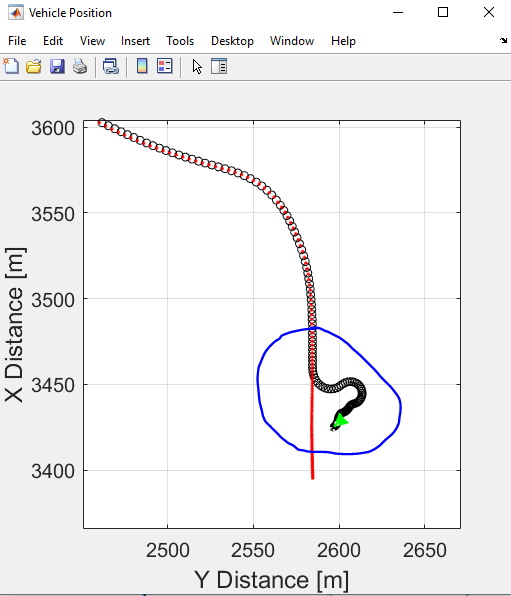 Vehicle Position
File Edit View Insert Tools Desktop Window Help
3600
3550
3500
3450
3400
X Distance [m]
2500 2550 2600 2650
Y Distance [m]